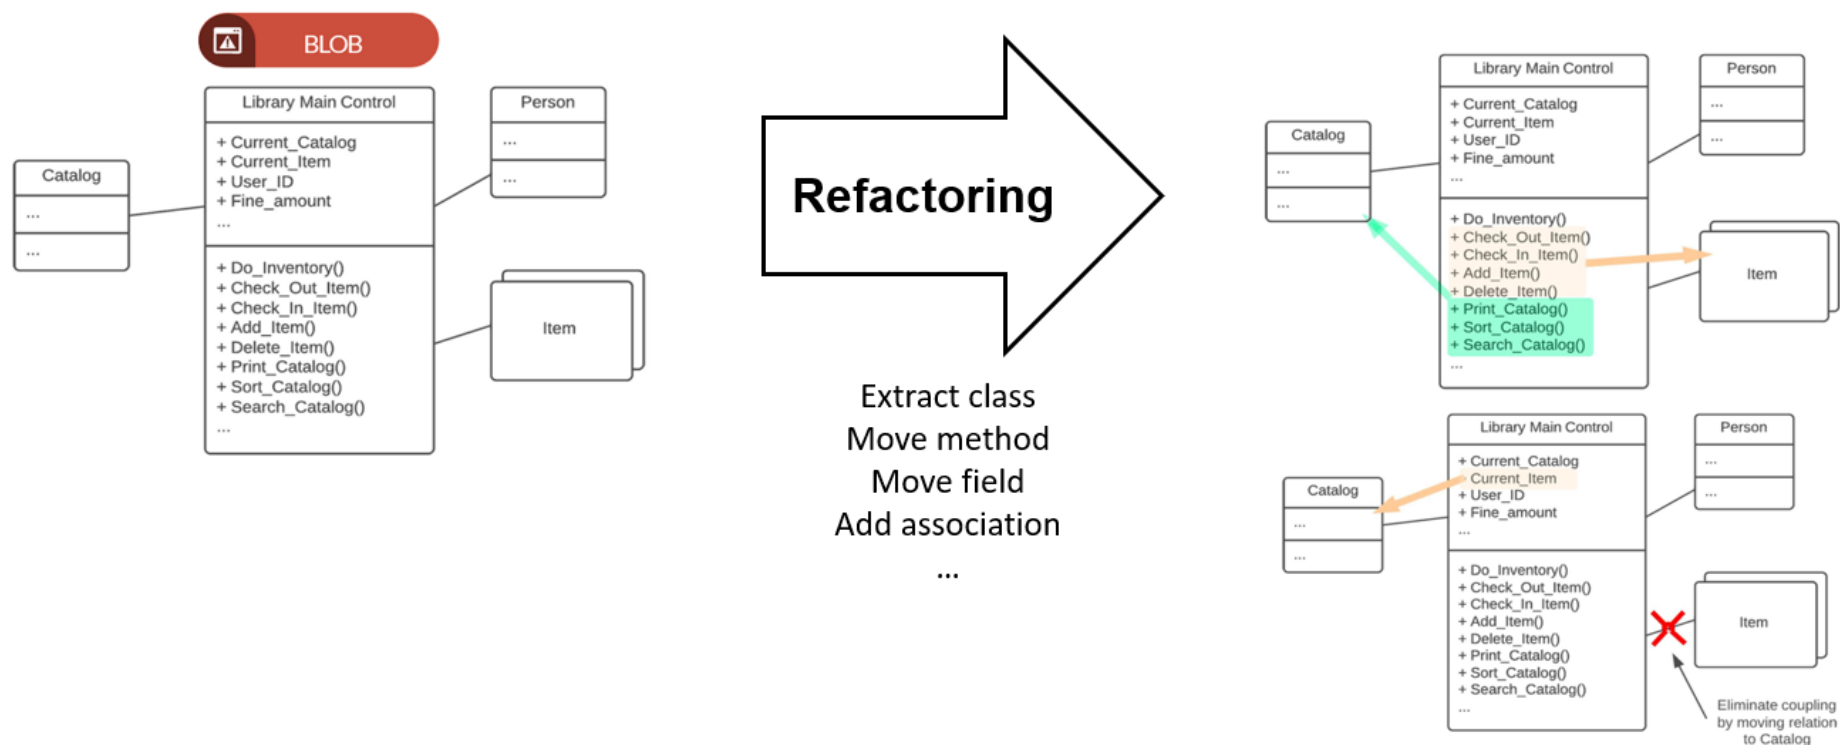 BLOB
Library Main Control
+ Current_Catalog
+ Current_Item
+ User_ID
+ Fine_amount
...
+ Do_Inventory()
+ Check_Out_Item()
+ Check_In_Item()
+ Add_Item()
+ Delete_Item()
+ Print_Catalog()
+ Sort_Catalog()
+ Search_Catalog()
...
Catalog
...
...
Person
...
...
Item
Refactoring
Extract class
Move method
Move field
Add association
...
Library Main Control
+ Current_Catalog
+ Current_Item
+ User_ID
+ Fine_amount
...
+ Do_Inventory()
+ Check_Out_Item()
+ Check_In_Item()
+ Add_Item()
+ Delete_Item()
+ Print_Catalog()
+ Sort_Catalog()
+ Search_Catalog()
...
Catalog
...
...
Person
...
...
Item
Library Main Control
+ Current_Catalog
+ Current_Item
+ User_ID
+ Fine_amount
...
+ Do_Inventory()
+ Check_Out_Item()
+ Check_In_Item()
+ Add_Item()
+ Delete_Item()
+ Print_Catalog()
+ Sort_Catalog()
+ Search_Catalog()
...
Catalog
...
...
Person
...
...
Item
Eliminate coupling
by moving relation
to Catalog